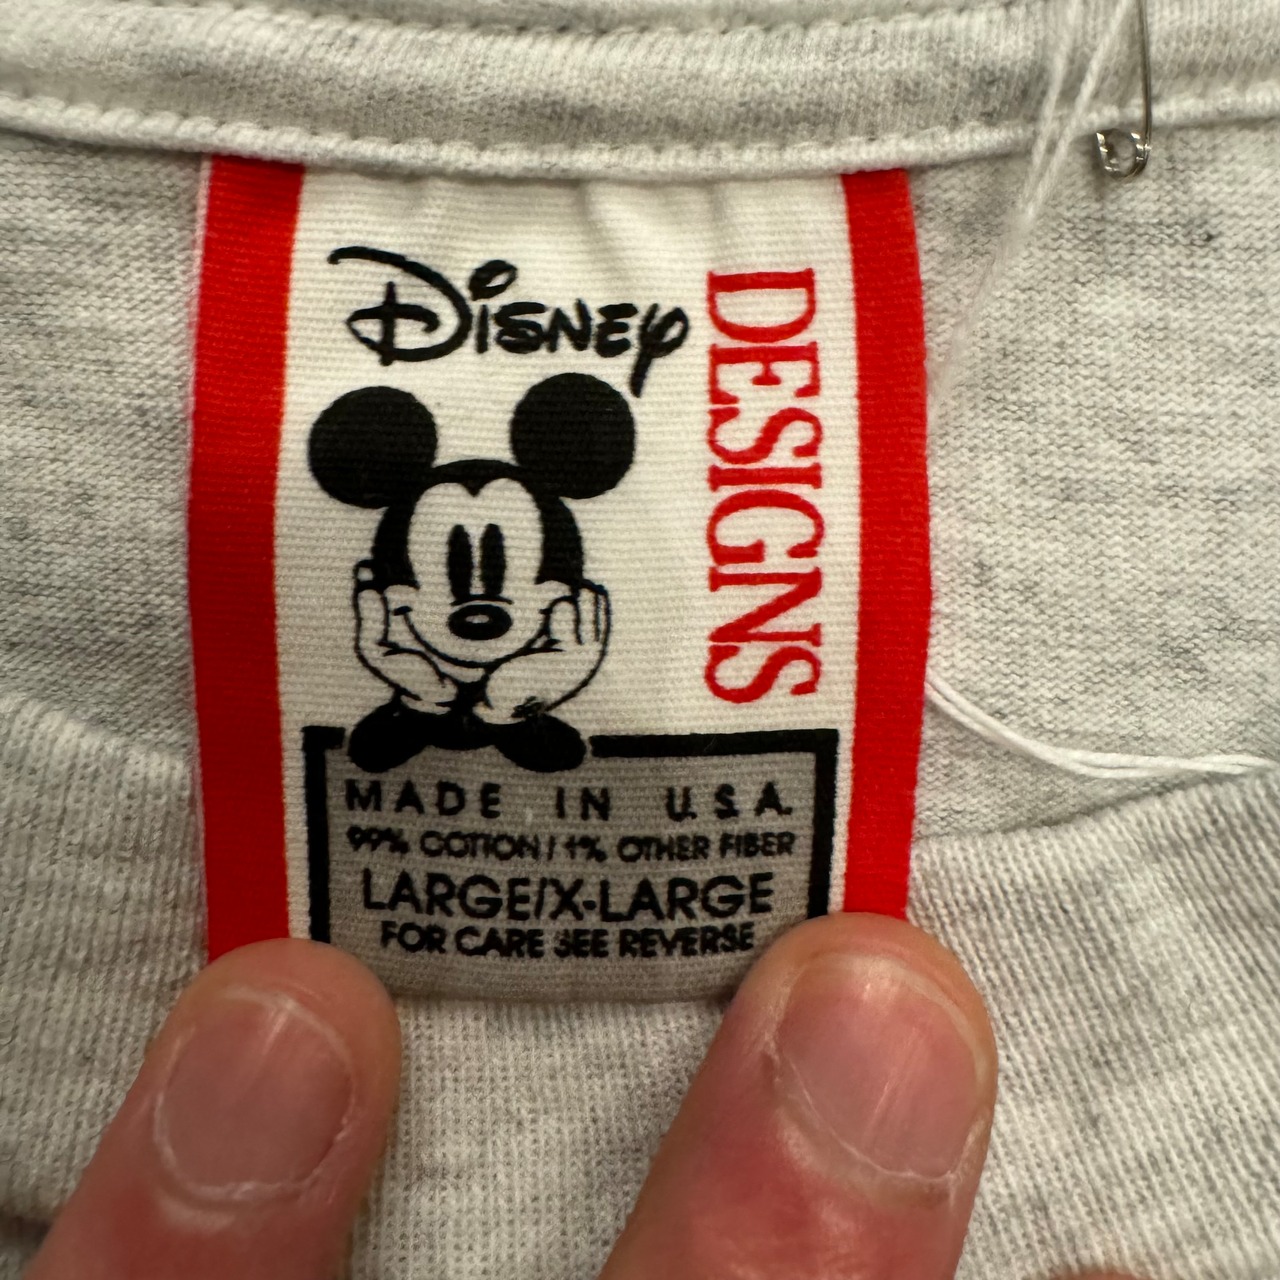 Disney
DESIGNS
MADE IN U.S.A.
99% COTTON / 1% OTHER FIBER
LARGE/X-LARGE
FOR CARE SEE REVERSE